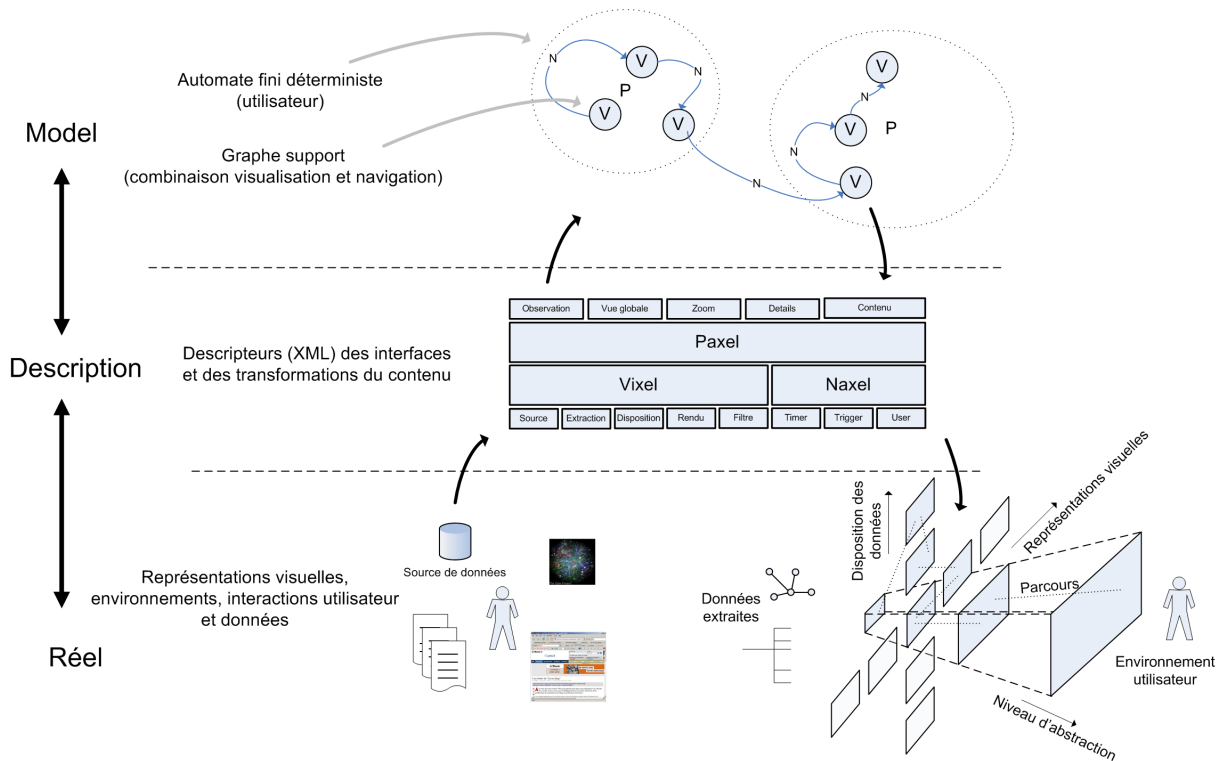 Automate fini déterministe
(utilisateur)
Model
Graphe support
(combinaison visualisation et navigation)
N
V
N
P
V
V
N
V
N
V
P
N
V
Observation
Vue globale
Zoom
Details
Contenu
Paxel
Description
Descripteurs (XML) des interfaces
et des transformations du contenu
Vixel
Naxel
Source
Extraction
Disposition
Rendu
Filtre
Timer
Trigger
User
Réel
Représentations visuelles,
environnements, interactions utilisateur
et données
Source de données
Données
extraites
Disposition des
données
Représentations visuelles
Parcours
Environnement
utilisateur
Niveau d'abstraction